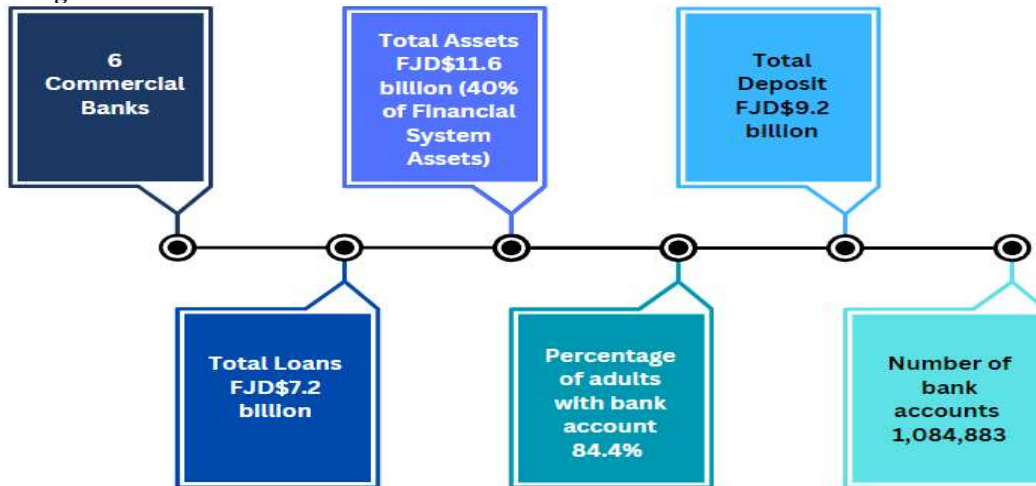 6
Commercial
Banks
Total Assets
FJD$11.6
billion (40%
of Financial
System
Assets)
Total
Deposit
FJD$9.2
billion
Total Loans
FJD$7.2
billion
Percentage
of adults
with bank
account
84.4%
Number of
bank
accounts
1,084,883